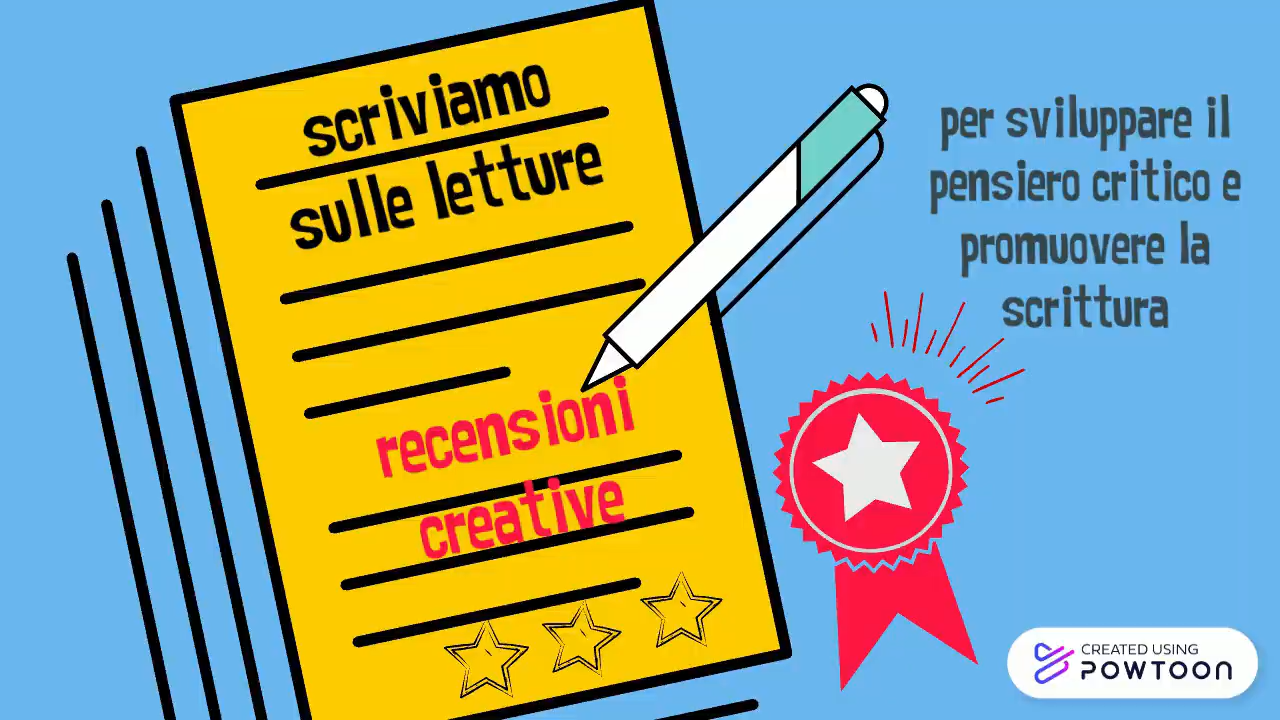 scriviamo
sulle letture
recensioni
creative
per sviluppare il
pensiero critico e
promuovere la
scrittura
CREATED USING
POWTOON